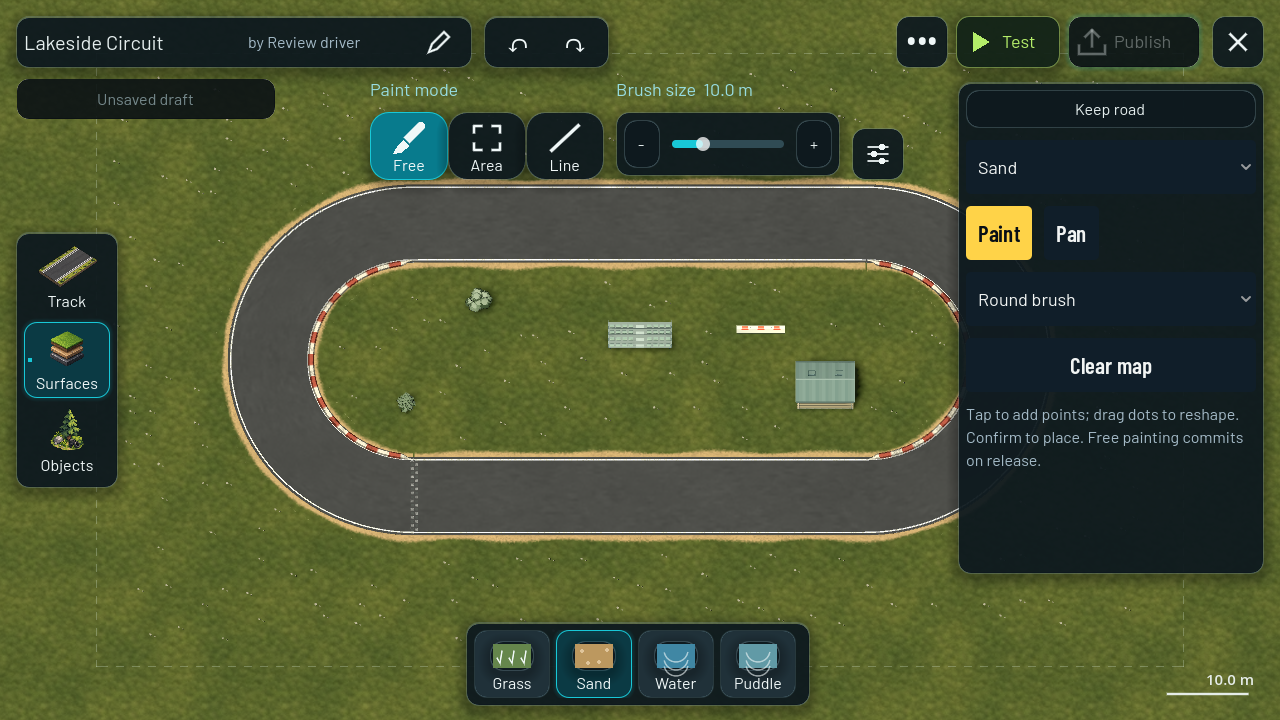 Lakeside Circuit
by Review driver
Test
Publish
Unsaved draft
Paint mode
Brush size 10.0 m
Free
Area
Line
-
+
Keep road
Sand
Paint
Pan
Round brush
Clear map
Tap to add points; drag dots to reshape.
Confirm to place. Free painting commits
on release.
Track
Surfaces
Objects
Grass
Sand
Water
Puddle
10.0 m